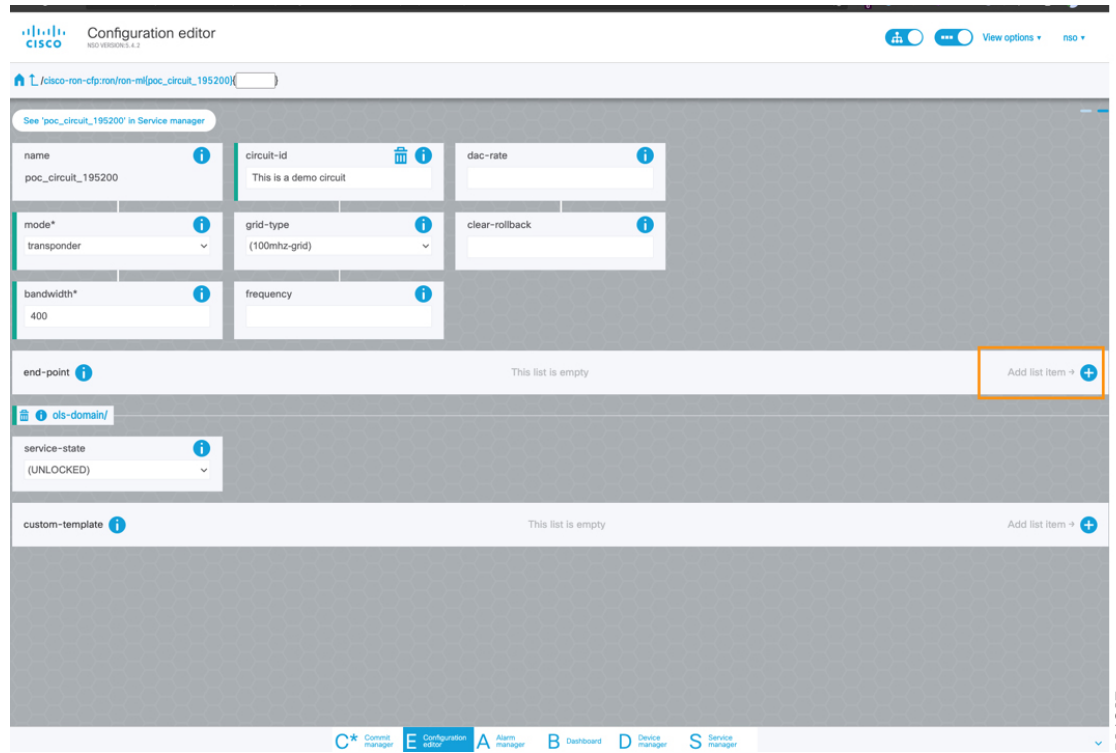 CISCO
Configuration editor
NSO VERSION:5.4.2
View options
nso
/cisco-ron-cfp:ron/ron-ml{poc_circuit_195200}{ }
See 'poc_circuit_195200' in Service manager
name
poc_circuit_195200
circuit-id
This is a demo circuit
dac-rate
mode*
transponder
grid-type
(100mhz-grid)
clear-rollback
bandwidth*
400
frequency
end-point
This list is empty
Add list item →
ols-domain/
service-state
(UNLOCKED)
custom-template
This list is empty
Add list item →
C* Commit manager
E Configuration editor
A Alarm manager
B Dashboard
D Device manager
S Service manager